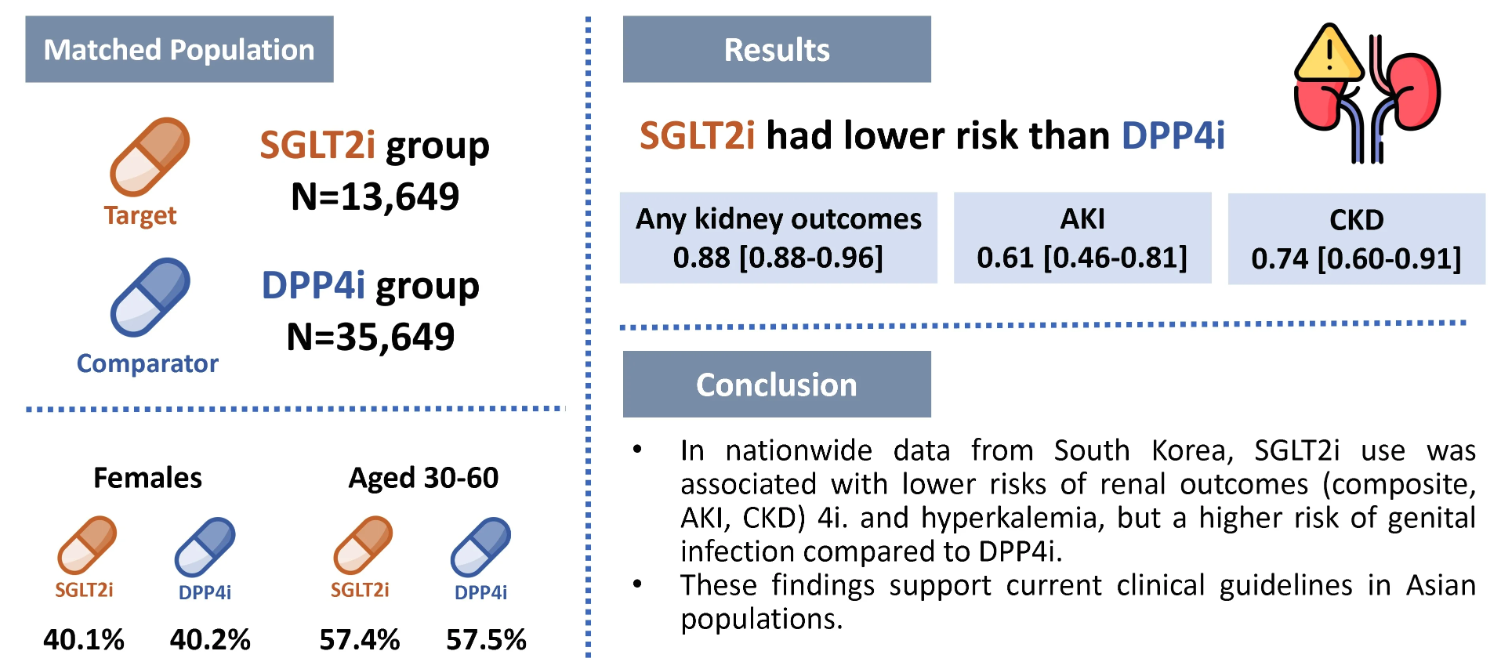 Matched Population
Target
SGLT2i group
N=13,649
Comparator
DPP4i group
N=35,649
Females
SGLT2i DPP4i
40.1% 40.2%
Aged 30-60
SGLT2i DPP4i
57.4% 57.5%
Results
SGLT2i had lower risk than DPP4i
Any kidney outcomes
0.88 [0.88-0.96]
AKI
0.61 [0.46-0.81]
CKD
0.74 [0.60-0.91]
Conclusion
• In nationwide data from South Korea, SGLT2i use was
associated with lower risks of renal outcomes (composite,
AKI, CKD) 4i. and hyperkalemia, but a higher risk of genital
infection compared to DPP4i.
• These findings support current clinical guidelines in Asian
populations.